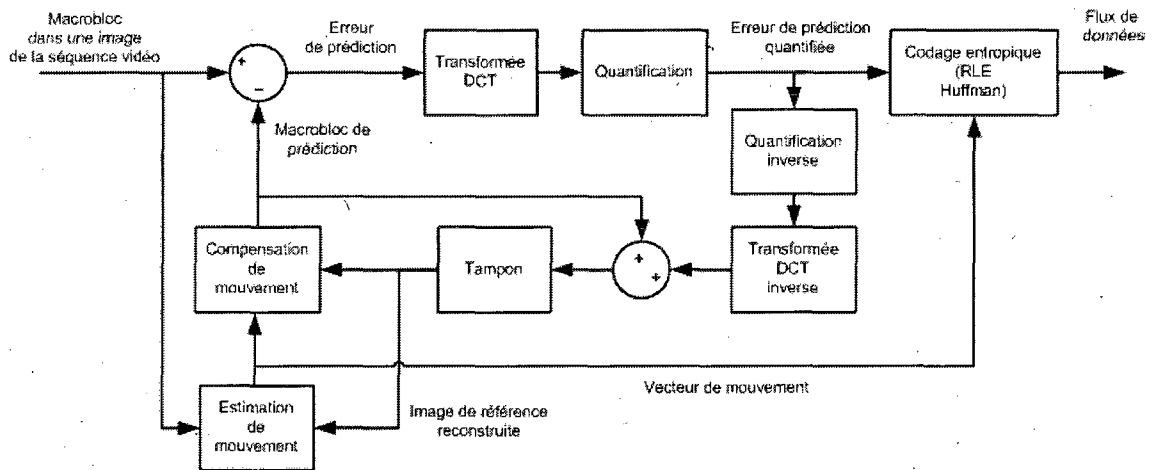 Macrobloc
dans une image
de la séquence vidéo
Erreur
de prédiction
Transformée
DCT
Quantification
Erreur de prédiction
quantifiée
Codage entropique
(RLE
Huffman)
Flux de
données
+
−
Macrobloc de
prédiction
Quantification
inverse
Compensation
de
mouvement
Tampon
+
+
Transformée
DCT
inverse
Vecteur de mouvement
Estimation
de
mouvement
Image de référence
reconstruite